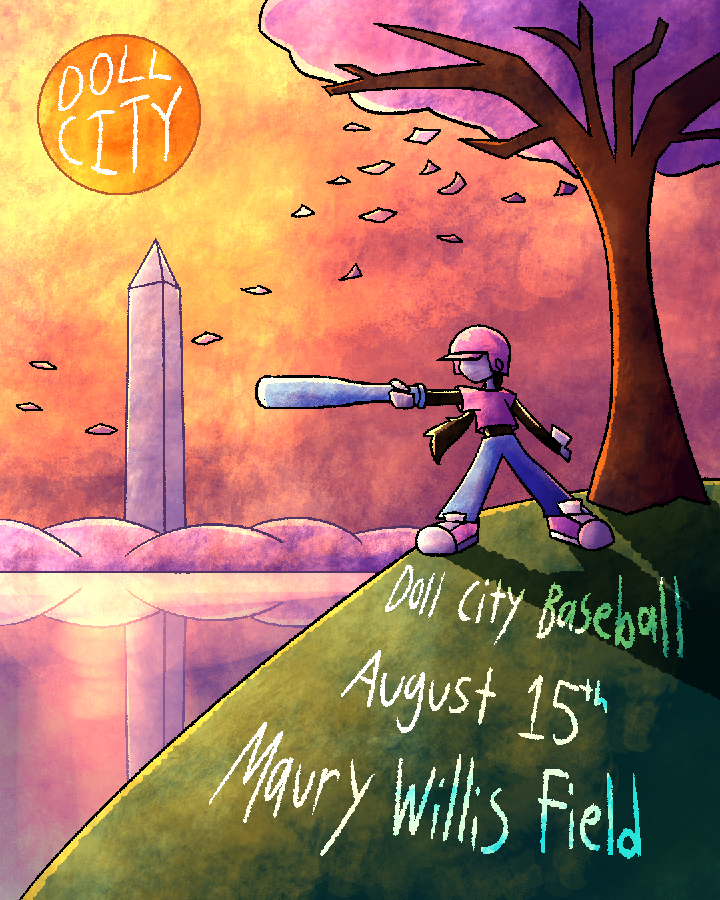 DOLL
CITY
Doll City Baseball
August 15th
Maury Willis Field